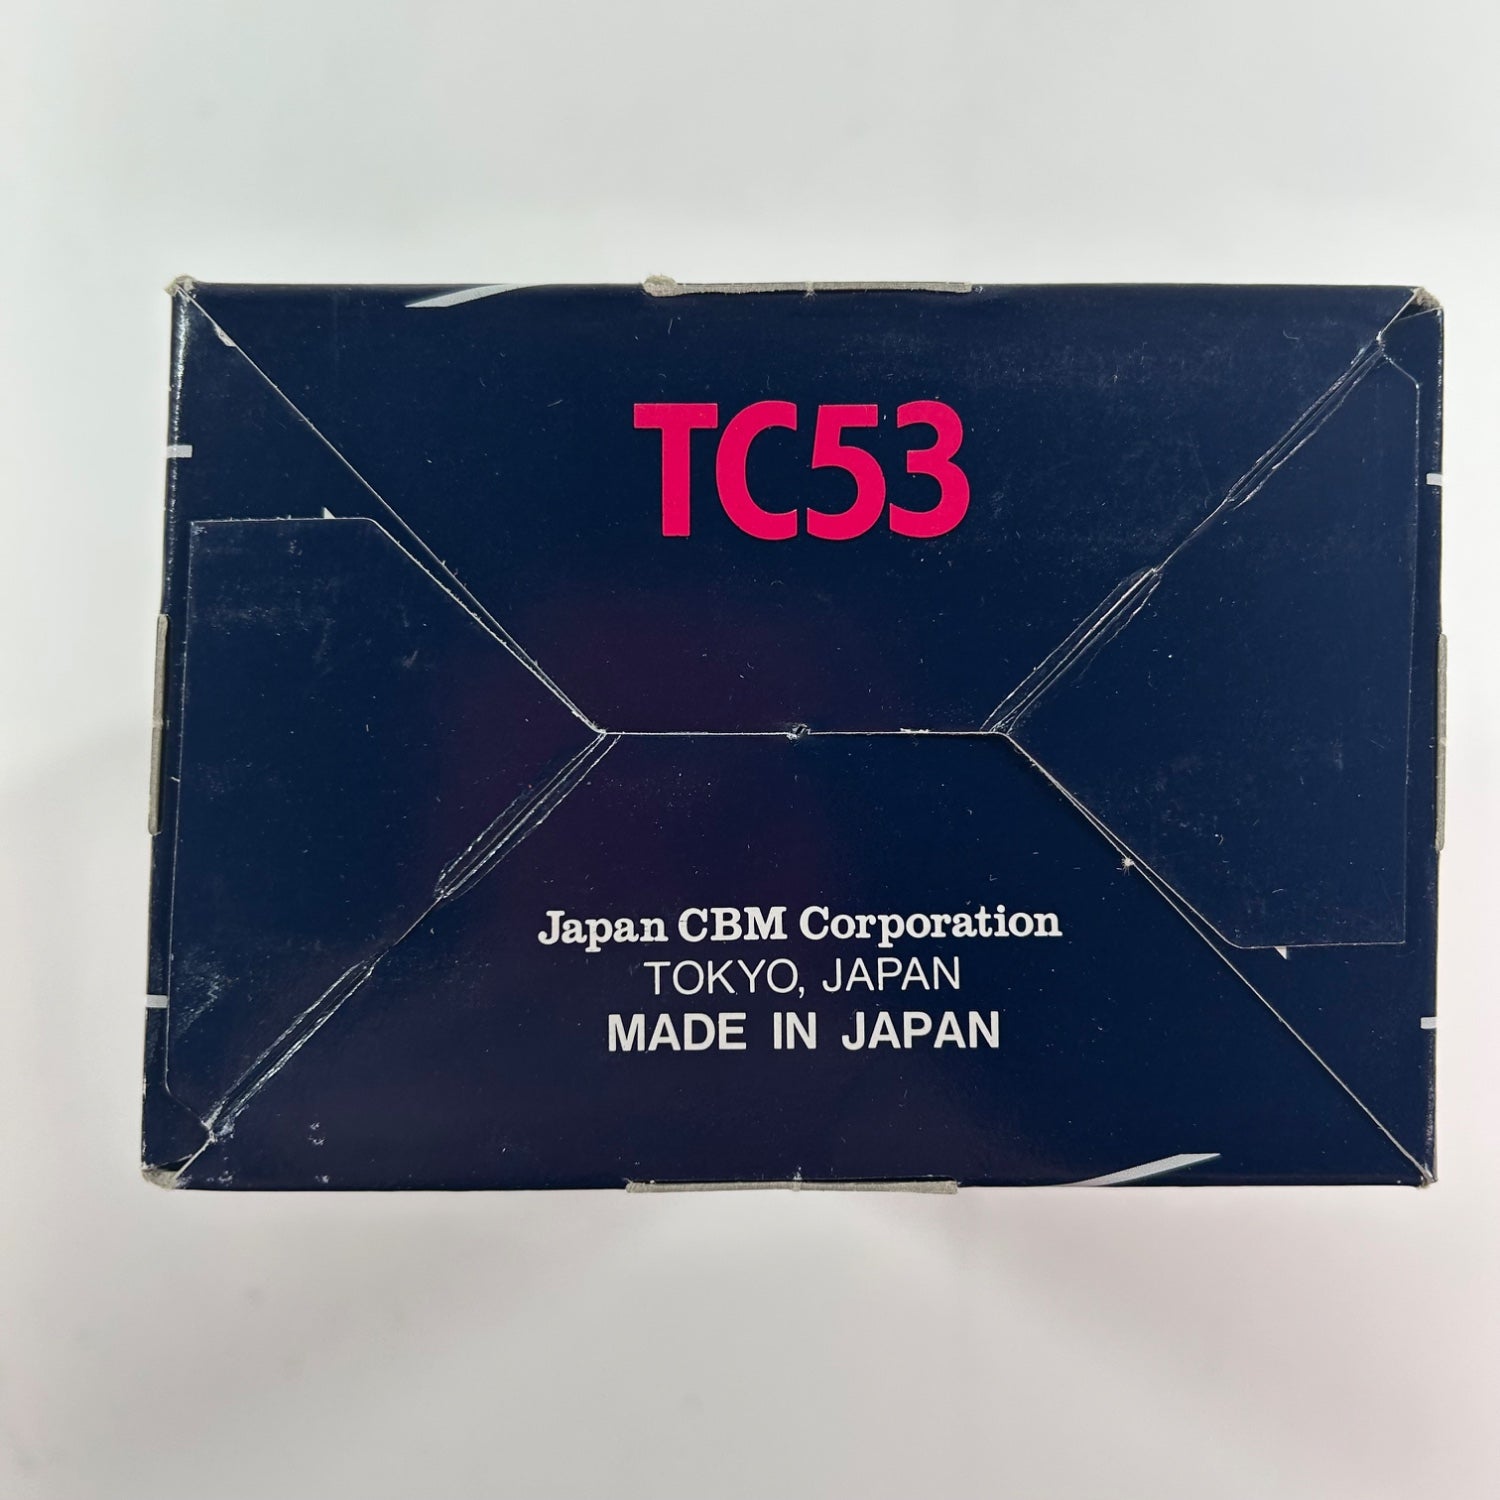 TC53
Japan CBM Corporation
TOKYO, JAPAN
MADE IN JAPAN